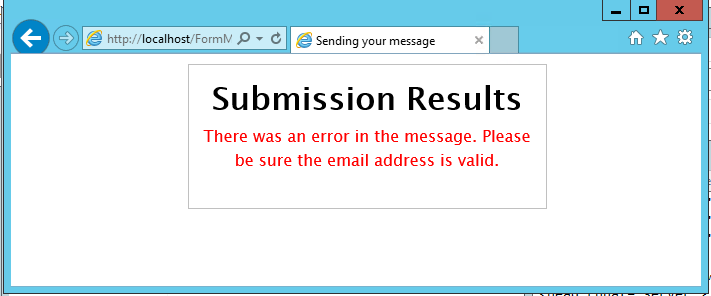 http://localhost/FormM
Sending your message
Submission Results
There was an error in the message. Please
be sure the email address is valid.